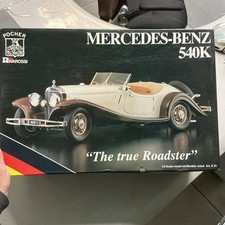 POCHER
RIVAROSSI
MERCEDES-BENZ
540K
"The true Roadster"